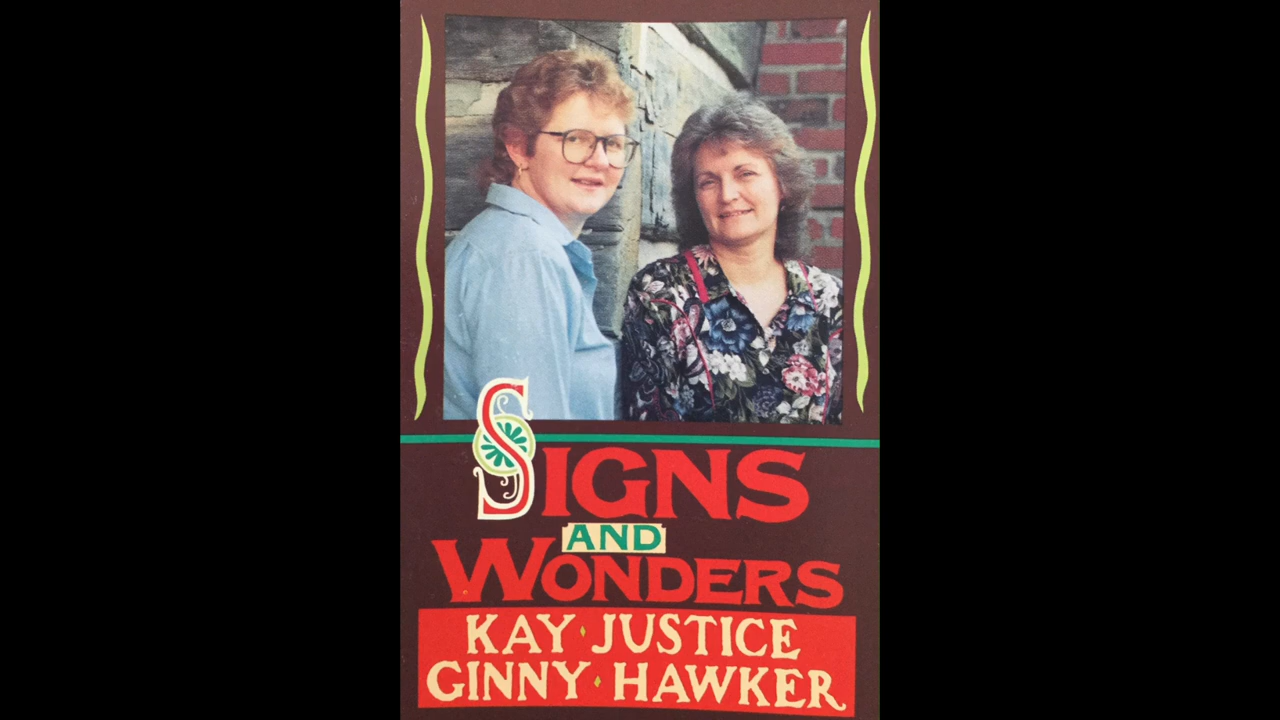 SIGNS
AND
WONDERS
KAY · JUSTICE
GINNY · HAWKER